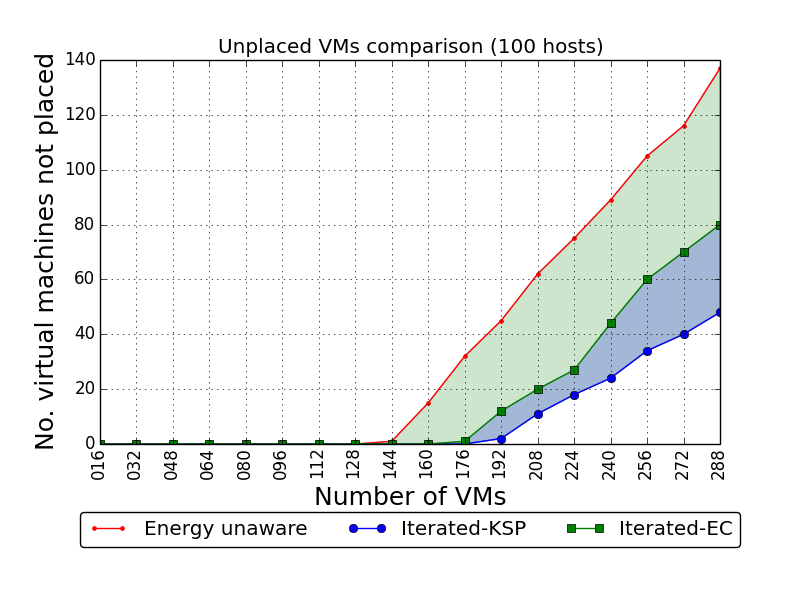 Unplaced VMs comparison (100 hosts)
No. virtual machines not placed
140
120
100
80
60
40
20
0
016 032 048 064 080 096 112 128 144 160 176 192 208 224 240 256 272 288
Number of VMs
Energy unaware Iterated-KSP Iterated-EC